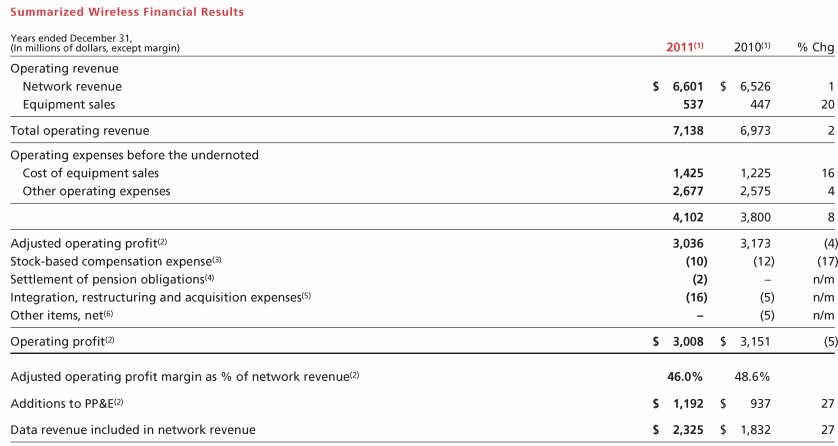 Summarized Wireless Financial Results
Years ended December 31,
(In millions of dollars, except margin) 2011(1) 2010(1) % Chg
Operating revenue
Network revenue $ 6,601 $ 6,526 1
Equipment sales 537 447 20
Total operating revenue 7,138 6,973 2
Operating expenses before the undernoted
Cost of equipment sales 1,425 1,225 16
Other operating expenses 2,677 2,575 4
4,102 3,800 8
Adjusted operating profit(2) 3,036 3,173 (4)
Stock-based compensation expense(3) (10) (12) (17)
Settlement of pension obligations(4) (2) – n/m
Integration, restructuring and acquisition expenses(5) (16) (5) n/m
Other items, net(6) – (5) n/m
Operating profit(2) $ 3,008 $ 3,151 (5)
Adjusted operating profit margin as % of network revenue(2) 46.0% 48.6%
Additions to PP&E(2) $ 1,192 $ 937 27
Data revenue included in network revenue $ 2,325 $ 1,832 27